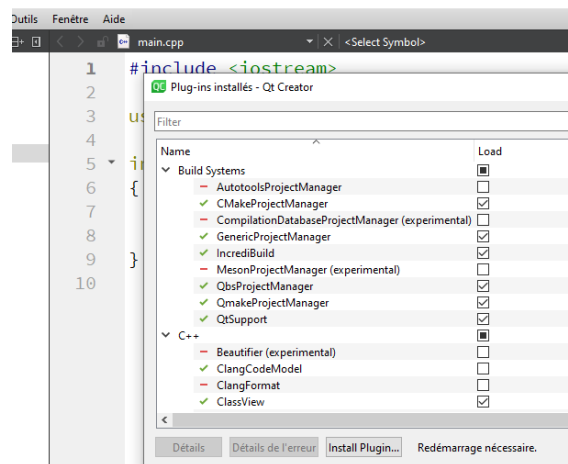 Outils Fenêtre Aide
main.cpp <Select Symbol>
1 #include <iostream>
2
3
4
5
6 {
7
8
9 }
10
QC Plug-ins installés - Qt Creator
Filter
Name Load
Build Systems
AutotoolsProjectManager
CMakeProjectManager
CompilationDatabaseProjectManager (experimental)
GenericProjectManager
IncrediBuild
MesonProjectManager (experimental)
QbsProjectManager
QmakeProjectManager
QtSupport
C++
Beautifier (experimental)
ClangCodeModel
ClangFormat
ClassView
Détails Détails de l'erreur Install Plugin... Redémarrage nécessaire.